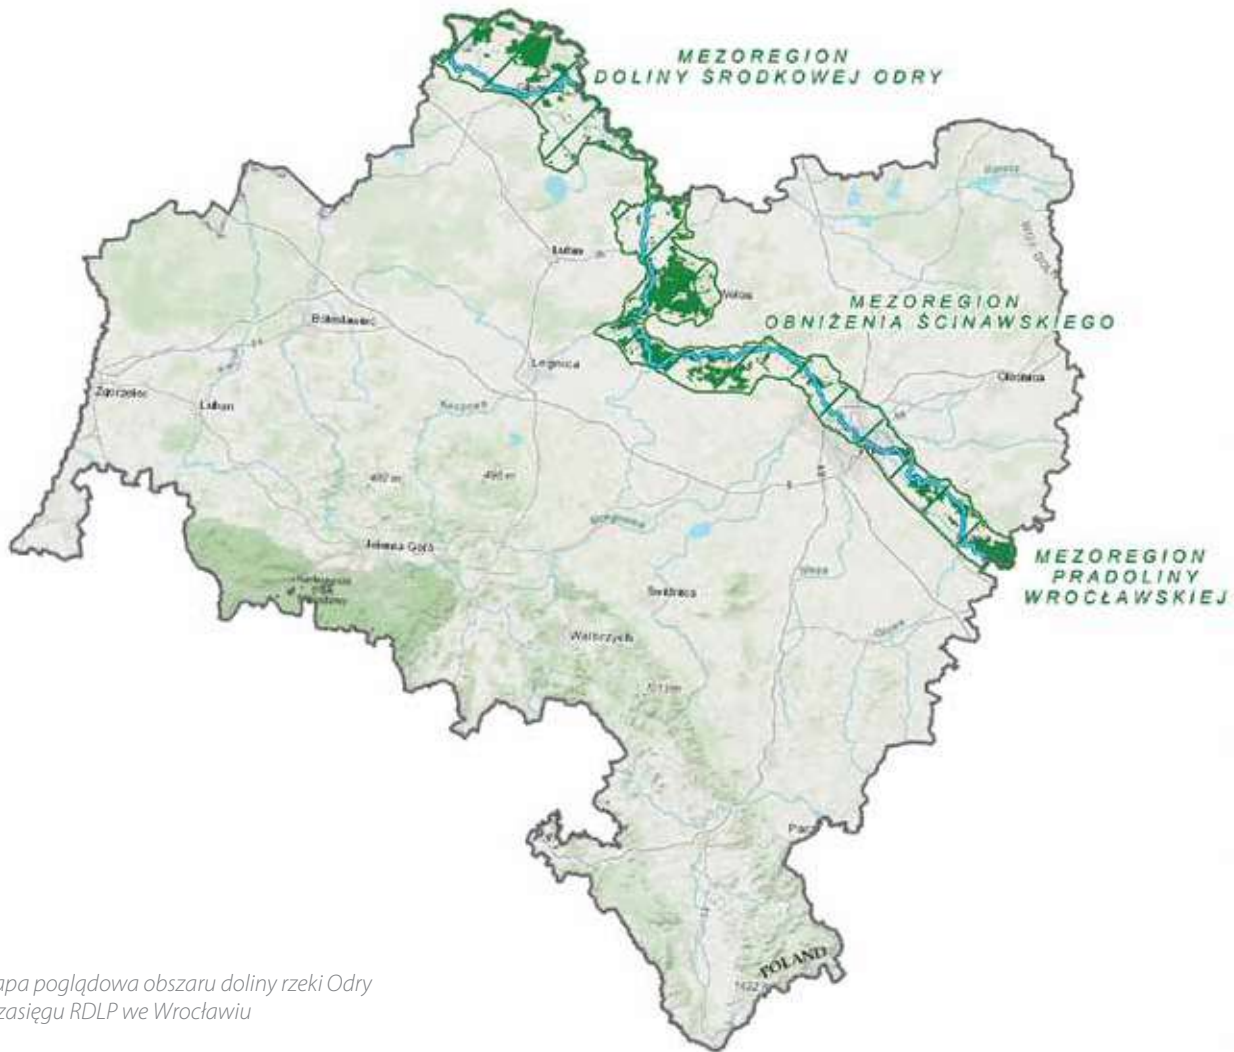 MEZOREGION
DOLINY ŚRODKOWEJ ODRY
MEZOREGION
OBNIŻENIA ŚCINAWSKIEGO
Bolesławiec
Legnica
Oleśnica
Zgorzelec
Lubań
Jelenia Góra
Świdnica
MEZOREGION
PRADOLINY
WROCŁAWSKIEJ
Wałbrzych
POLAND
apa poglądowa obszaru doliny rzeki Odry
zasięgu RDLP we Wrocławiu